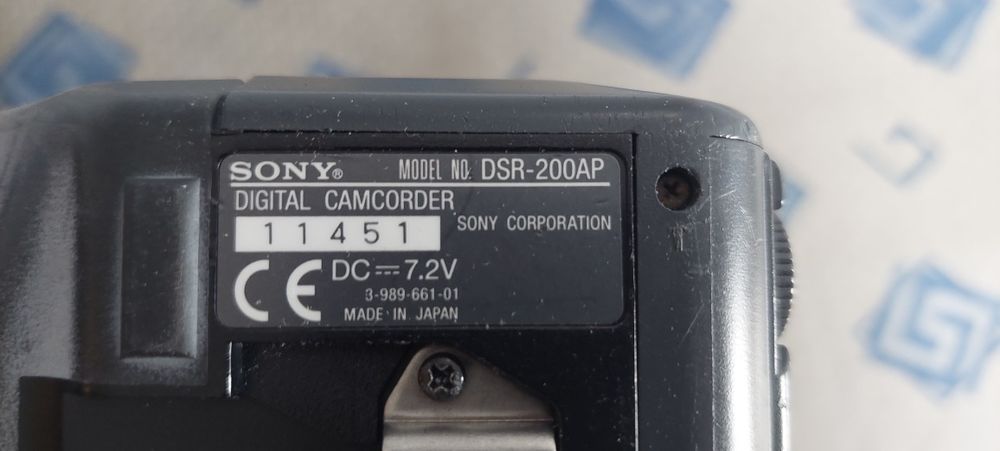 SONY® MODEL NO. DSR-200AP
DIGITAL CAMCORDER
11451 SONY CORPORATION
CE DC⎓7.2V
3-989-661-01
MADE IN JAPAN